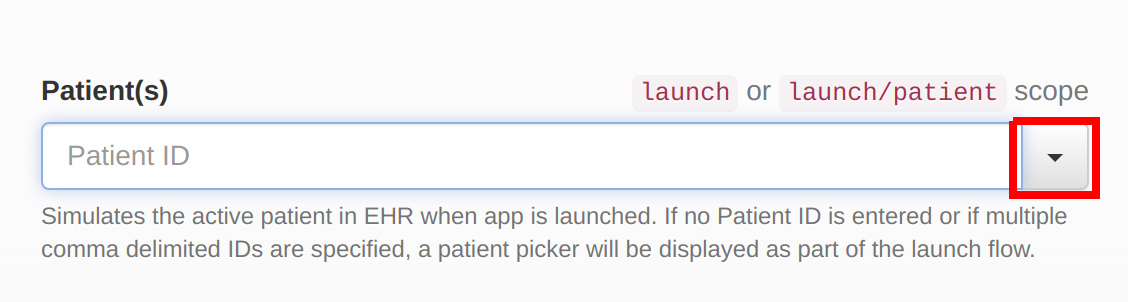 Patient(s) launch or launch/patient scope
Patient ID
Simulates the active patient in EHR when app is launched. If no Patient ID is entered or if multiple
comma delimited IDs are specified, a patient picker will be displayed as part of the launch flow.